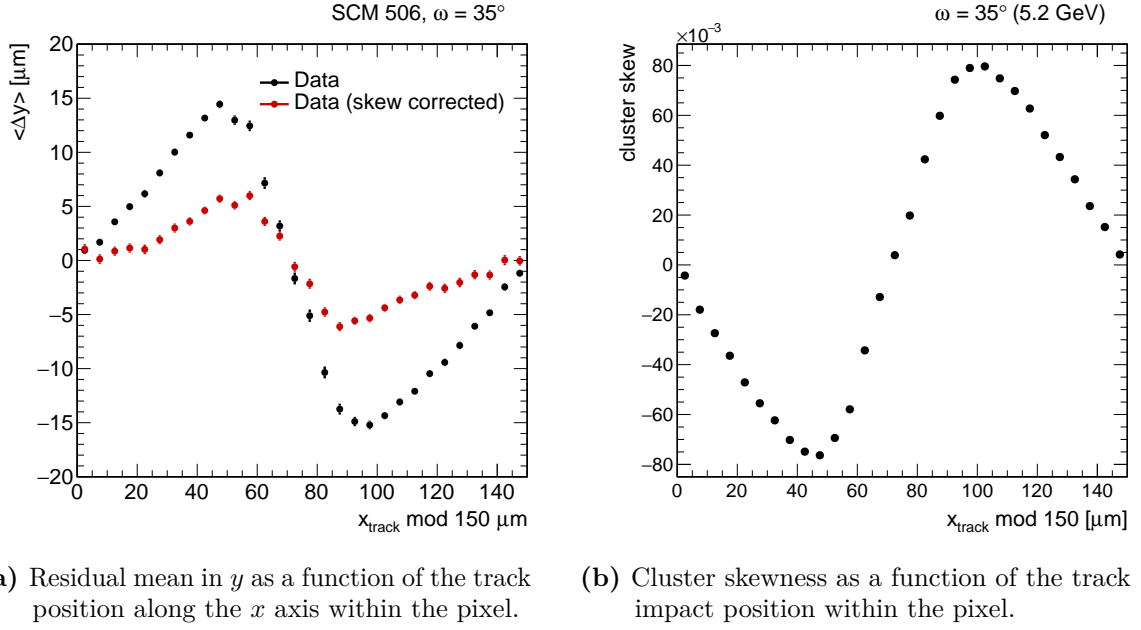 SCM 506, ω = 35°
<Δy> [μm]
Data
Data (skew corrected)
20
15
10
5
0
−5
−10
−15
−20
0 20 40 60 80 100 120 140
x_track mod 150 μm
ω = 35° (5.2 GeV)
×10⁻³
cluster skew
80
60
40
20
0
−20
−40
−60
−80
0 20 40 60 80 100 120 140
x_track mod 150 [μm]
) Residual mean in y as a function of the track
position along the x axis within the pixel.
(b) Cluster skewness as a function of the track
impact position within the pixel.